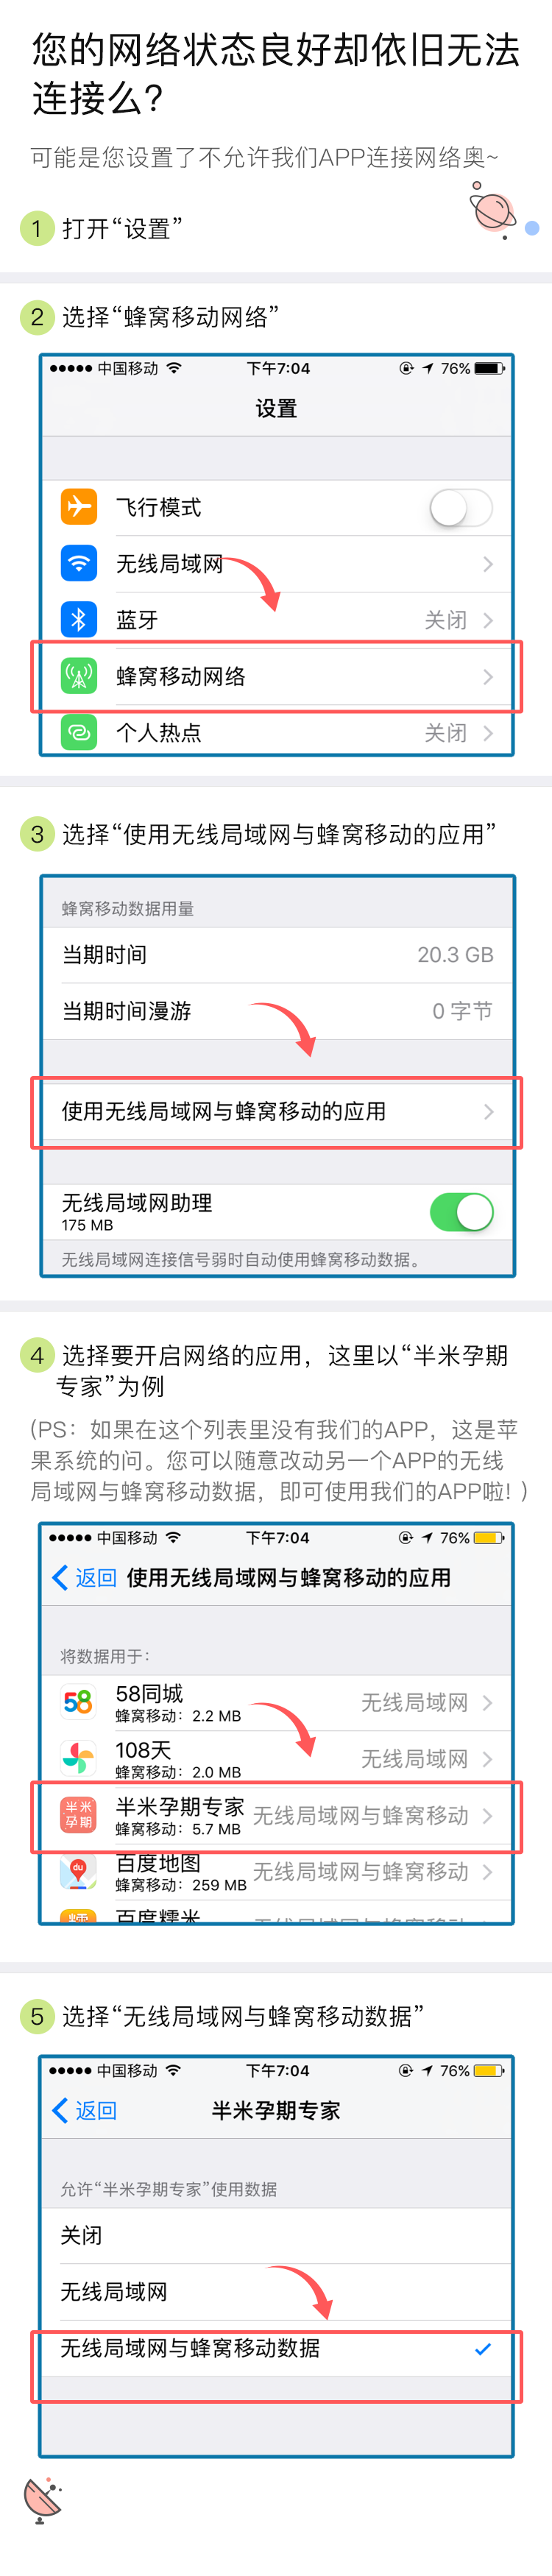 您的网络状态良好却依旧无法
连接么?
可能是您设置了不允许我们APP连接网络奥~
1 打开“设置”
2 选择“蜂窝移动网络”
中国移动 下午7:04 76%
设置
飞行模式
无线局域网
蓝牙 关闭
蜂窝移动网络
个人热点 关闭
3 选择“使用无线局域网与蜂窝移动的应用”
蜂窝移动数据用量
当期时间 20.3 GB
当期时间漫游 0 字节
使用无线局域网与蜂窝移动的应用
无线局域网助理
175 MB
无线局域网连接信号弱时自动使用蜂窝移动数据。
4 选择要开启网络的应用，这里以“半米孕期
专家”为例
(PS：如果在这个列表里没有我们的APP，这是苹
果系统的问。您可以随意改动另一个APP的无线
局域网与蜂窝移动数据，即可使用我们的APP啦! )
中国移动 下午7:04 76%
返回 使用无线局域网与蜂窝移动的应用
将数据用于:
58 58同城 无线局域网
蜂窝移动：2.2 MB
108天 无线局域网
蜂窝移动：2.0 MB
半米孕期 半米孕期专家 无线局域网与蜂窝移动
蜂窝移动：5.7 MB
du 百度地图 无线局域网与蜂窝移动
蜂窝移动：259 MB
糯 百度糯米 无线局域网与蜂窝移动
5 选择“无线局域网与蜂窝移动数据”
中国移动 下午7:04 76%
返回 半米孕期专家
允许“半米孕期专家”使用数据
关闭
无线局域网
无线局域网与蜂窝移动数据